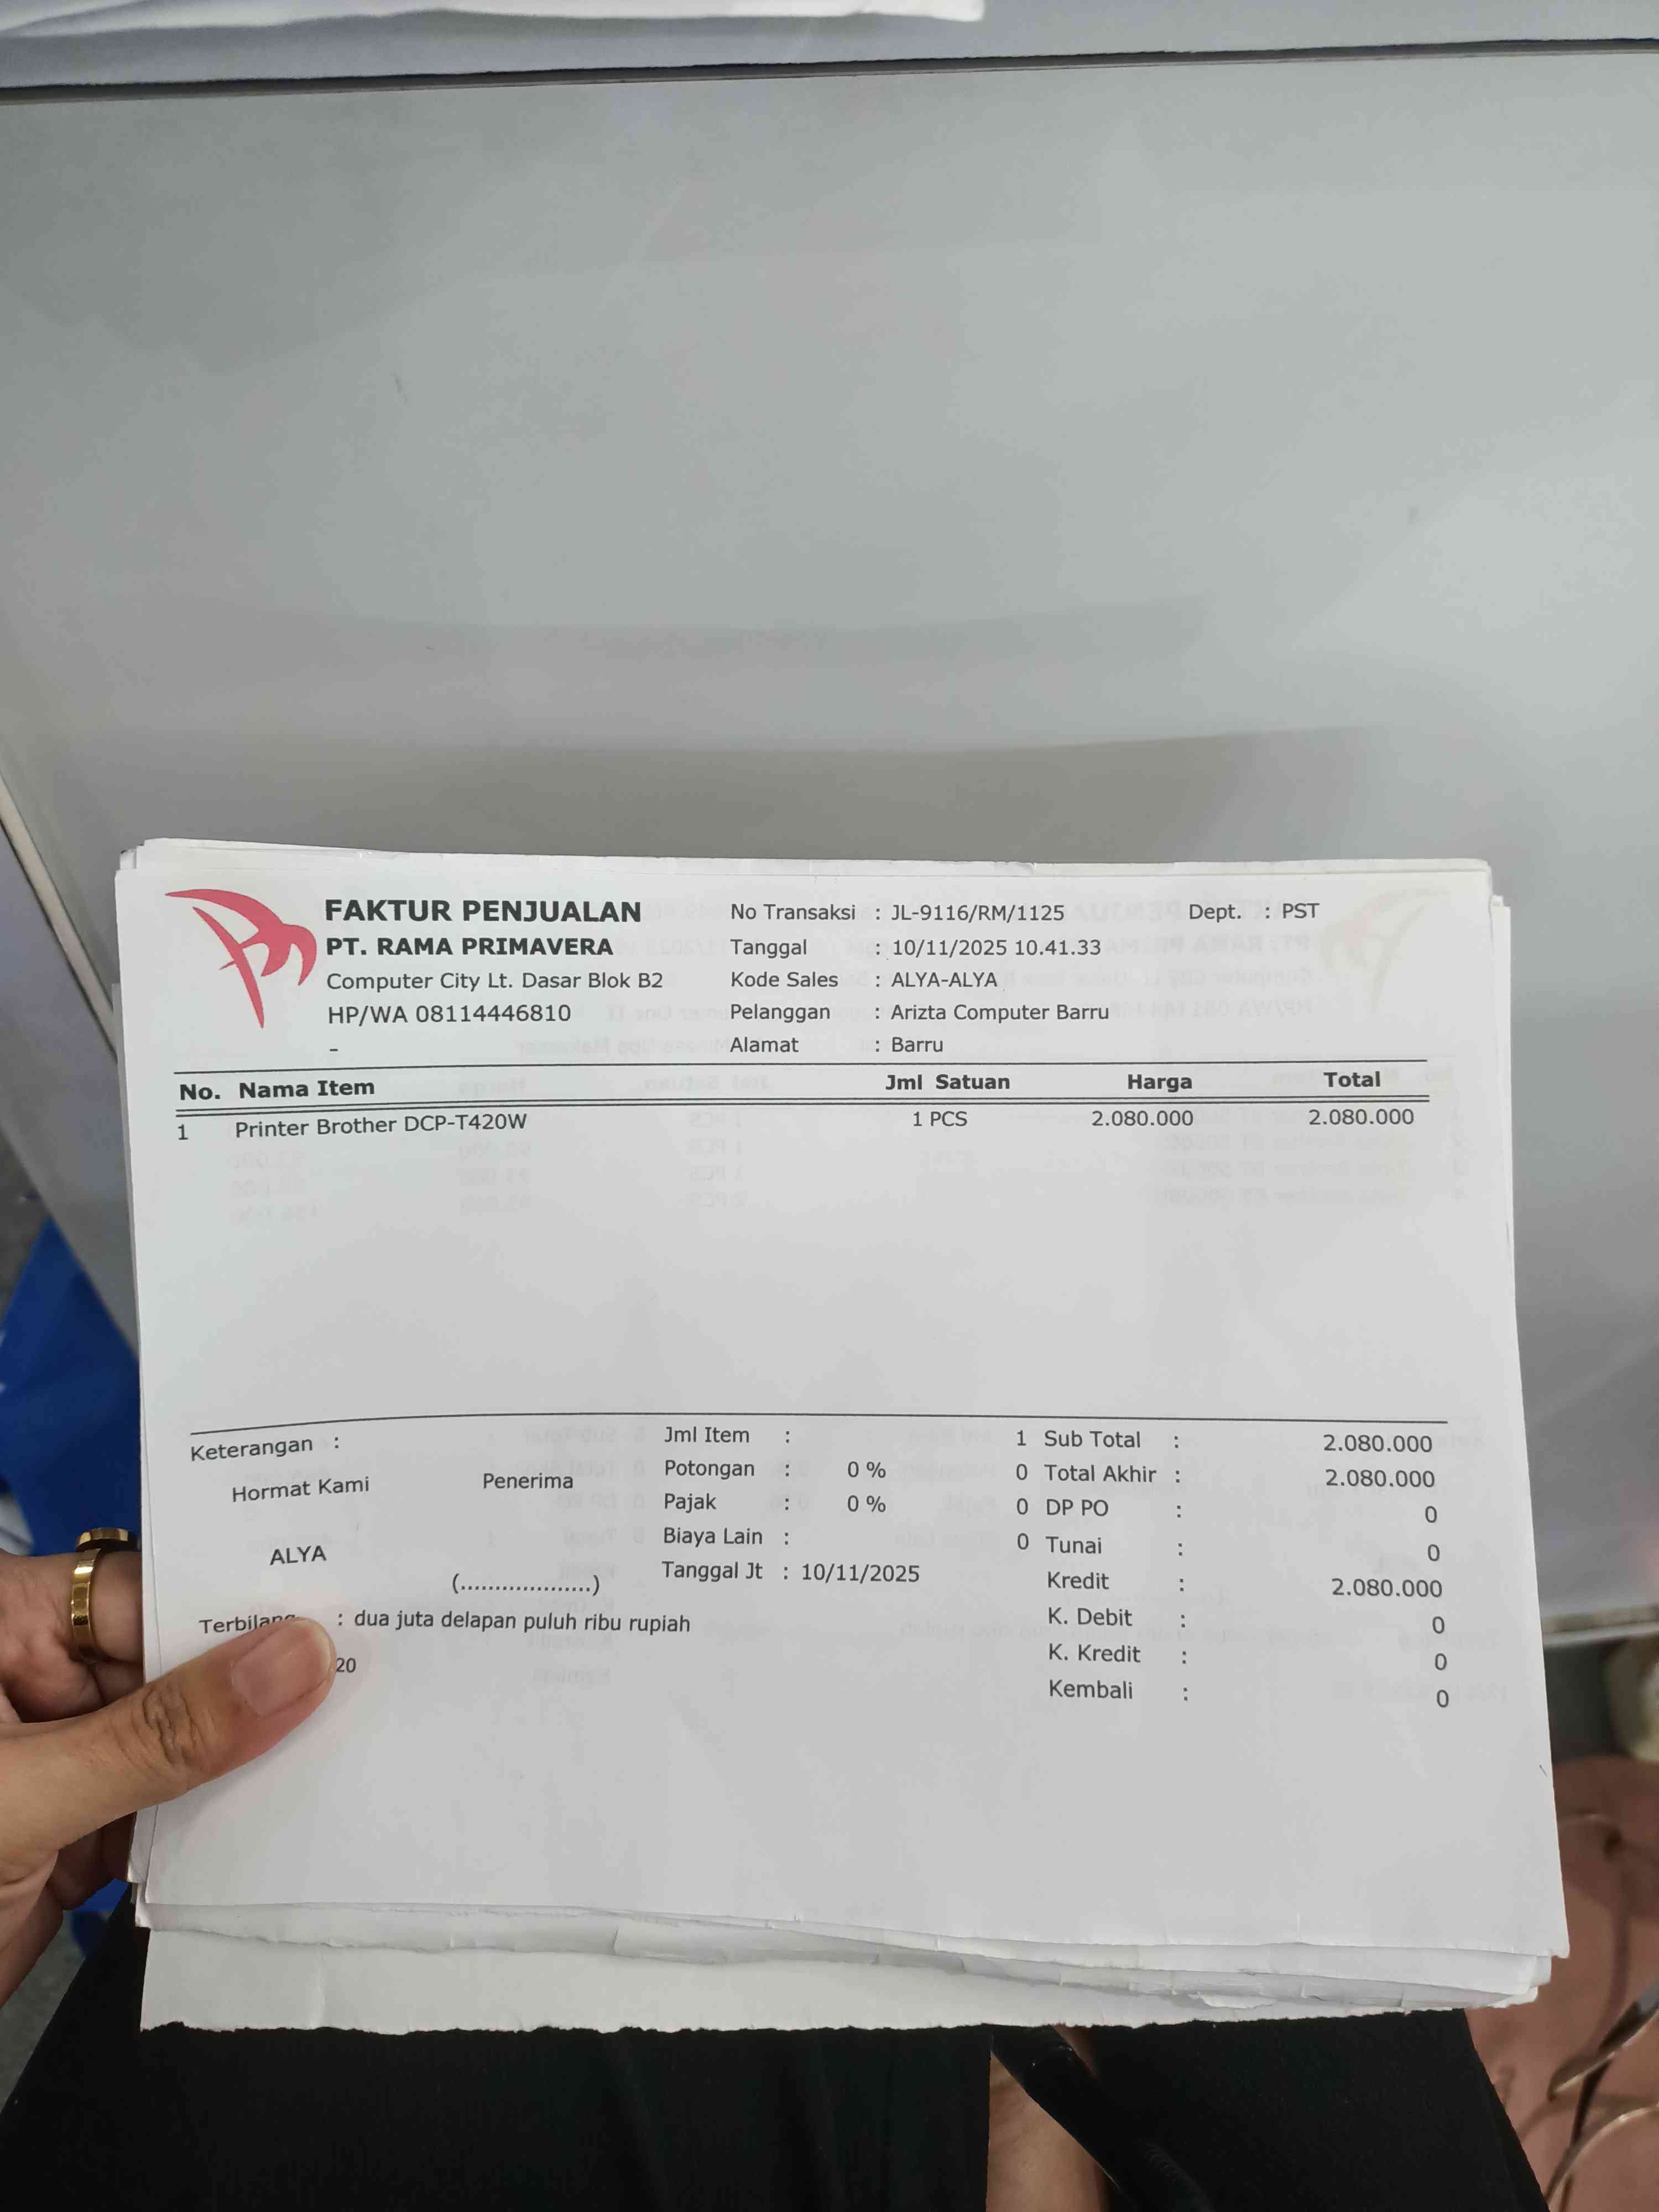 FAKTUR PENJUALAN
PT. RAMA PRIMAVERA
Computer City Lt. Dasar Blok B2
HP/WA 08114446810
-
No Transaksi : JL-9116/RM/1125 Dept. : PST
Tanggal : 10/11/2025 10.41.33
Kode Sales : ALYA-ALYA
Pelanggan : Arizta Computer Barru
Alamat : Barru
No. Nama Item Jml Satuan Harga Total
1 Printer Brother DCP-T420W 1 PCS 2.080.000 2.080.000
Keterangan :
Hormat Kami Penerima
ALYA
(...................)
Jml Item : 1
Potongan : 0 % 0
Pajak : 0 % 0
Biaya Lain : 0
Tanggal Jt : 10/11/2025
Sub Total : 2.080.000
Total Akhir : 2.080.000
DP PO : 0
Tunai : 0
Kredit : 2.080.000
K. Debit : 0
K. Kredit : 0
Kembali : 0
Terbilang : dua juta delapan puluh ribu rupiah
20